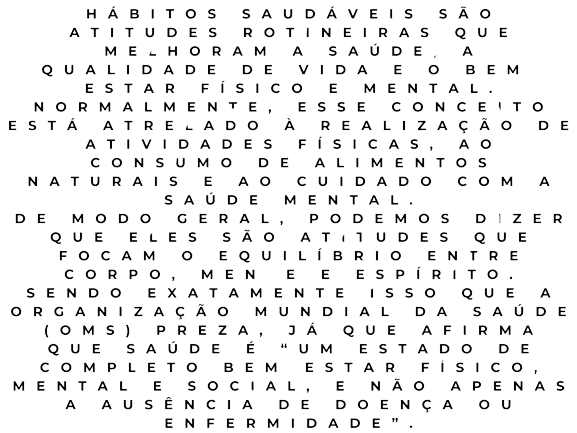 HÁBITOS SAUDÁVEIS SÃO
ATITUDES ROTINEIRAS QUE
MELHORAM A SAÚDE, A
QUALIDADE DE VIDA E O BEM
ESTAR FÍSICO E MENTAL.
NORMALMENTE, ESSE CONCEITO
ESTÁ ATRELADO À REALIZAÇÃO DE
ATIVIDADES FÍSICAS, AO
CONSUMO DE ALIMENTOS
NATURAIS E AO CUIDADO COM A
SAÚDE MENTAL.
DE MODO GERAL, PODEMOS DIZER
QUE ELES SÃO ATITUDES QUE
FOCAM O EQUILÍBRIO ENTRE
CORPO, MENTE E ESPÍRITO.
SENDO EXATAMENTE ISSO QUE A
ORGANIZAÇÃO MUNDIAL DA SAÚDE
(OMS) PREZA, JÁ QUE AFIRMA
QUE SAÚDE É “UM ESTADO DE
COMPLETO BEM ESTAR FÍSICO,
MENTAL E SOCIAL, E NÃO APENAS
A AUSÊNCIA DE DOENÇA OU
ENFERMIDADE”.